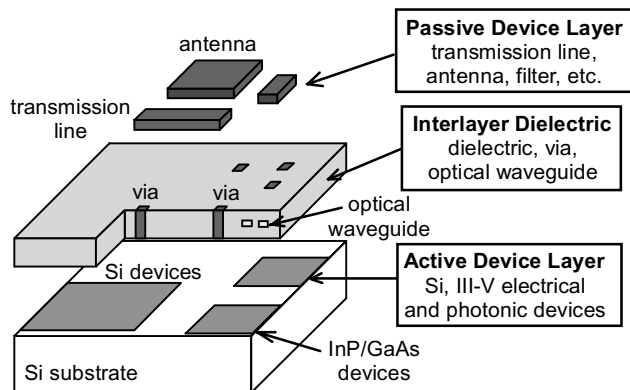 antenna
transmission
line
Passive Device Layer
transmission line,
antenna, filter, etc.
Interlayer Dielectric
dielectric, via,
optical waveguide
via
via
optical
waveguide
Si devices
Active Device Layer
Si, III-V electrical
and photonic devices
InP/GaAs
devices
Si substrate